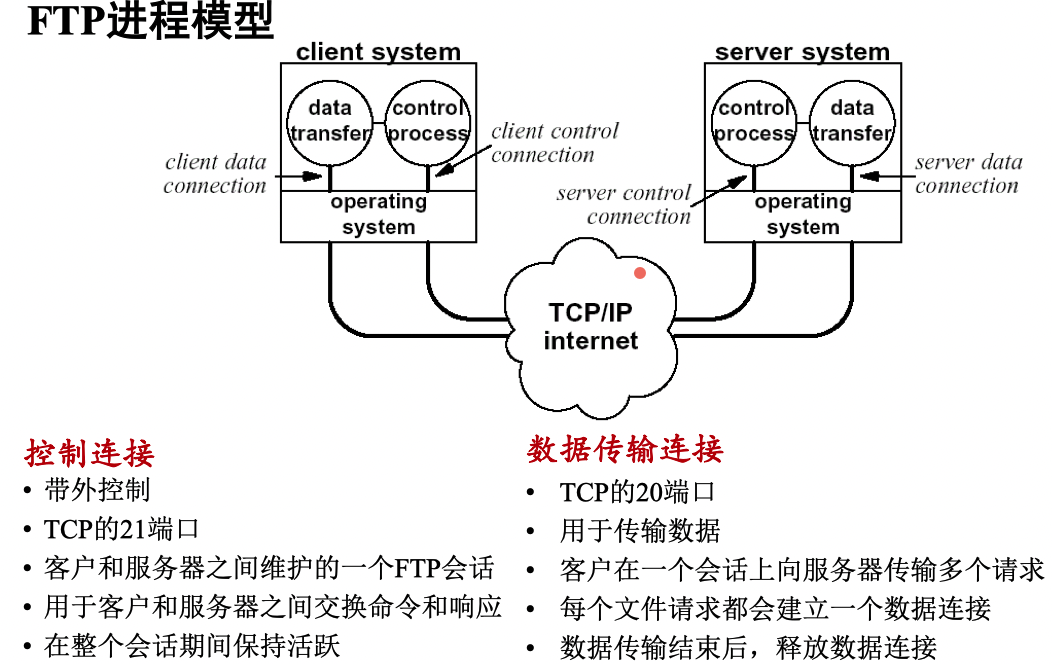 FTP进程模型
client system
server system
data
transfer
control
process
control
process
data
transfer
client control
connection
client data
connection
server data
connection
server control
connection
operating
system
operating
system
TCP/IP
internet
控制连接
• 带外控制
• TCP的21端口
• 客户和服务器之间维护的一个FTP会话
• 用于客户和服务器之间交换命令和响应
• 在整个会话期间保持活跃
数据传输连接
• TCP的20端口
• 用于传输数据
• 客户在一个会话上向服务器传输多个请求
• 每个文件请求都会建立一个数据连接
• 数据传输结束后，释放数据连接